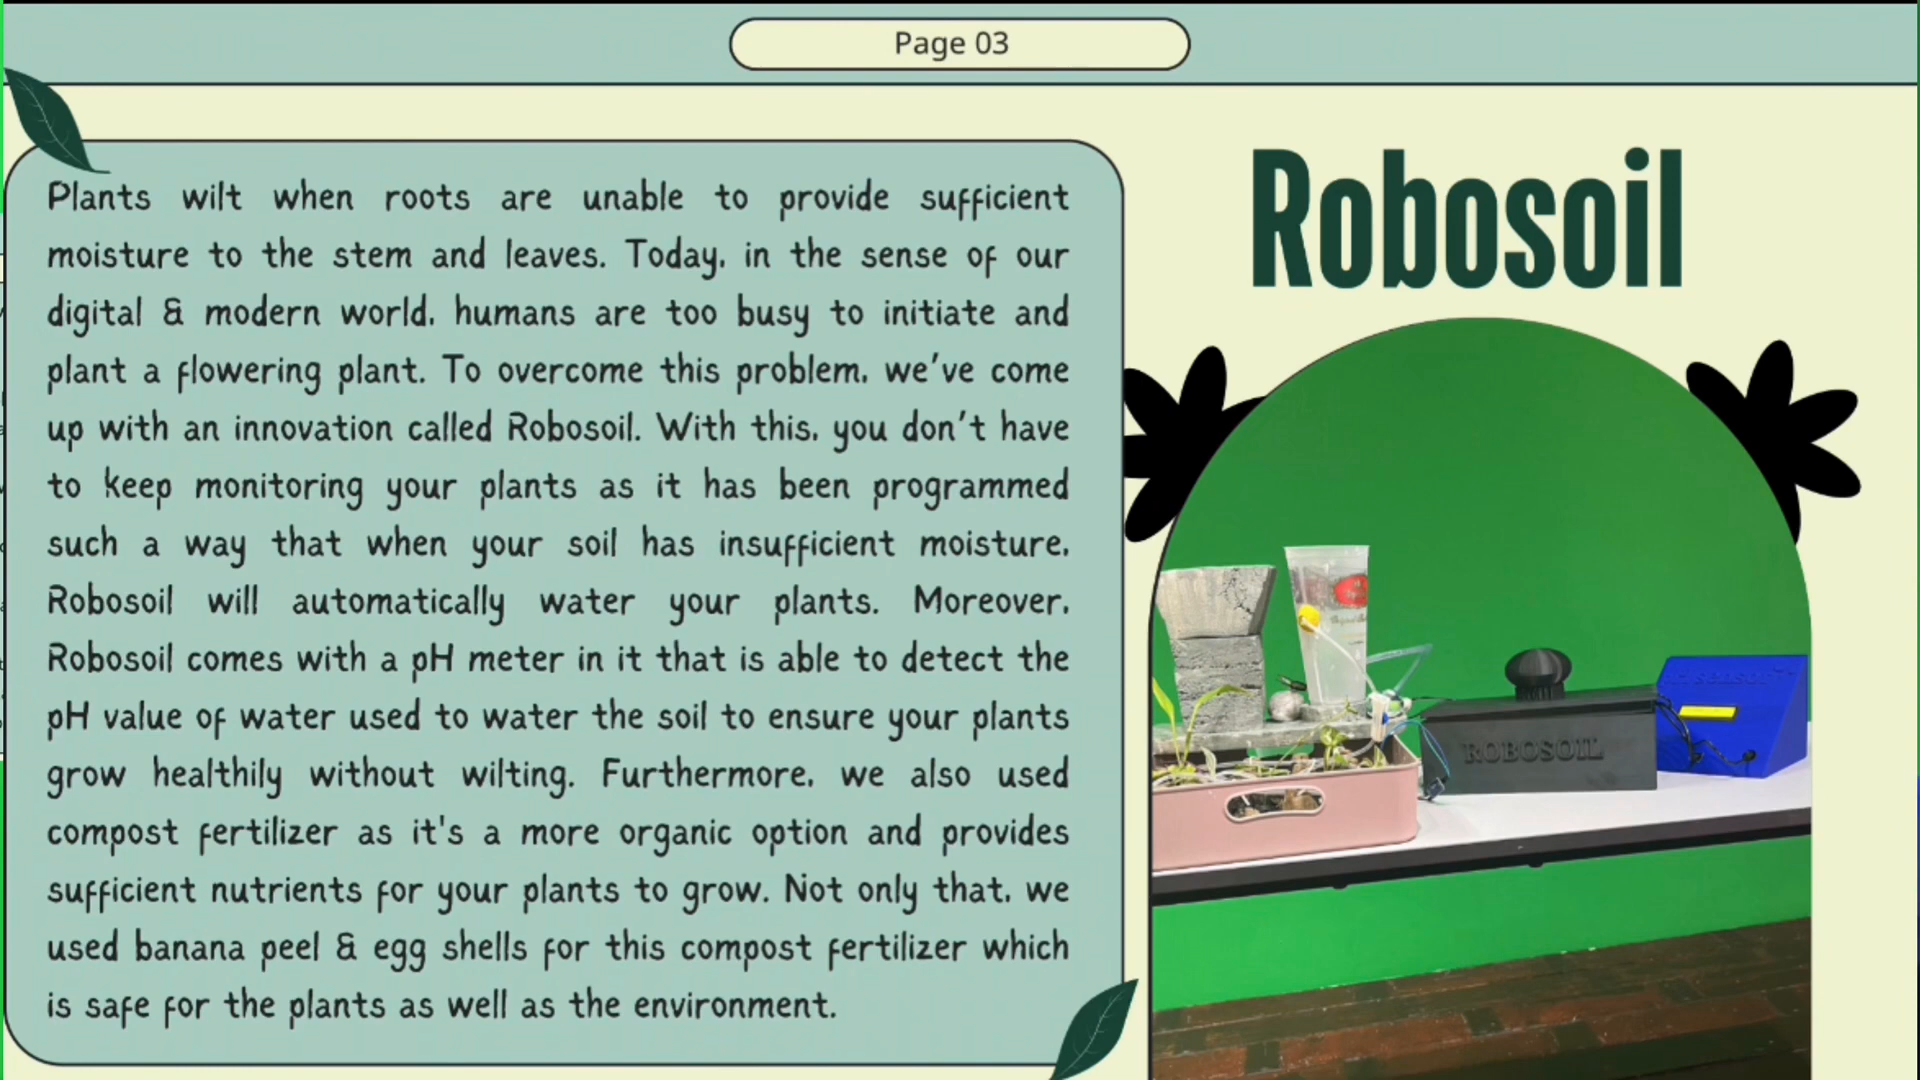 Page 03
Robosoil
Plants wilt when roots are unable to provide sufficient
moisture to the stem and leaves. Today, in the sense of our
digital & modern world, humans are too busy to initiate and
plant a flowering plant. To overcome this problem, we've come
up with an innovation called Robosoil. With this, you don't have
to keep monitoring your plants as it has been programmed
such a way that when your soil has insufficient moisture,
Robosoil will automatically water your plants. Moreover,
Robosoil comes with a pH meter in it that is able to detect the
pH value of water used to water the soil to ensure your plants
grow healthily without wilting. Furthermore, we also used
compost fertilizer as it's a more organic option and provides
sufficient nutrients for your plants to grow. Not only that, we
used banana peel & egg shells for this compost fertilizer which
is safe for the plants as well as the environment.
ROBOSOIL